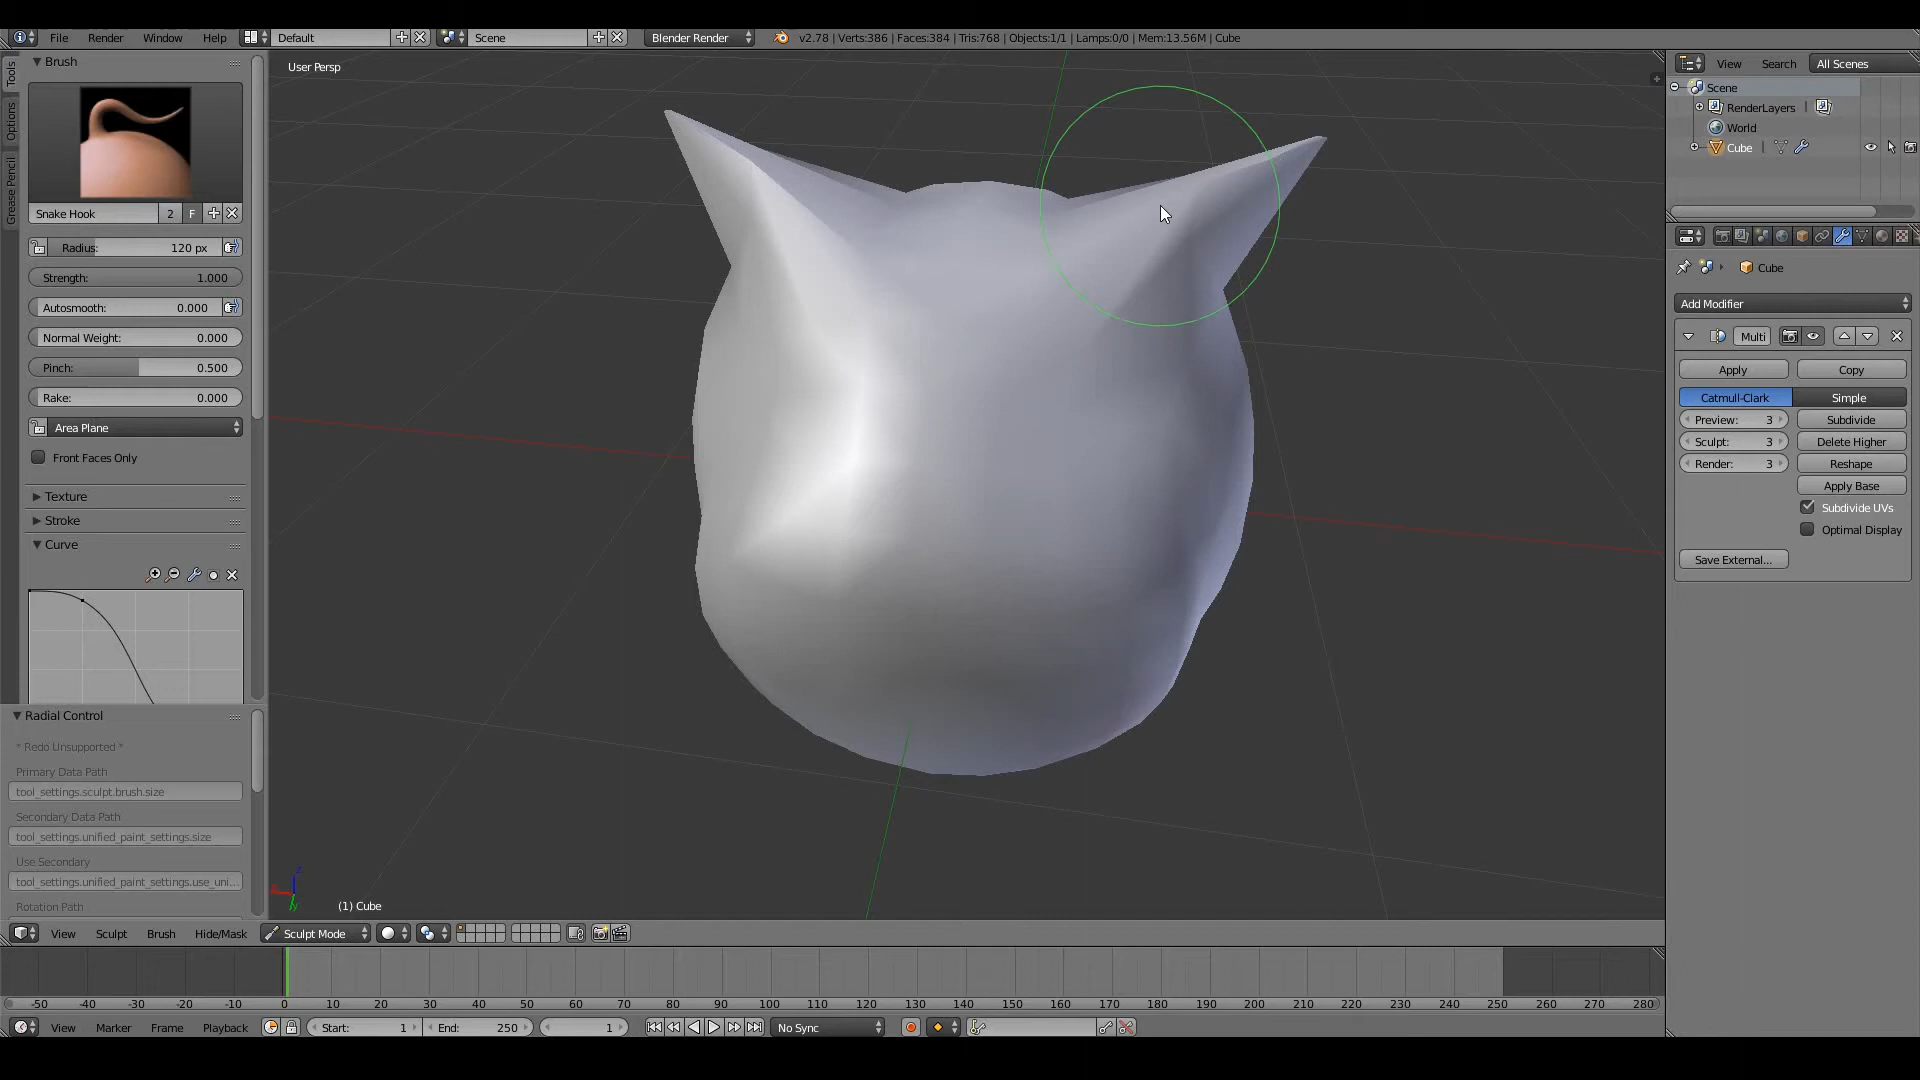 File Render Window Help Default Scene Blender Render v2.78 | Verts:386 | Faces:384 | Tris:768 | Objects:1/1 | Lamps:0/0 | Mem:13.56M | Cube
Tools
Options
Grease Pencil
Brush
Snake Hook 2 F
Radius: 120 px
Strength: 1.000
Autosmooth: 0.000
Normal Weight: 0.000
Pinch: 0.500
Rake: 0.000
Area Plane
Front Faces Only
Texture
Stroke
Curve
Radial Control
* Redo Unsupported *
Primary Data Path
tool_settings.sculpt.brush.size
Secondary Data Path
tool_settings.unified_paint_settings.size
Use Secondary
tool_settings.unified_paint_settings.use_uni...
Rotation Path
User Persp
(1) Cube
View Search All Scenes
Scene
RenderLayers |
World
Cube |
Cube
Add Modifier
Multi
Apply Copy
Catmull-Clark Simple
Preview: 3 Subdivide
Sculpt: 3 Delete Higher
Render: 3 Reshape
Apply Base
Subdivide UVs
Optimal Display
Save External...
View Sculpt Brush Hide/Mask Sculpt Mode
-50 -40 -30 -20 -10 0 10 20 30 40 50 60 70 80 90 100 110 120 130 140 150 160 170 180 190 200 210 220 230 240 250 260 270 280
View Marker Frame Playback Start: 1 End: 250 1 No Sync